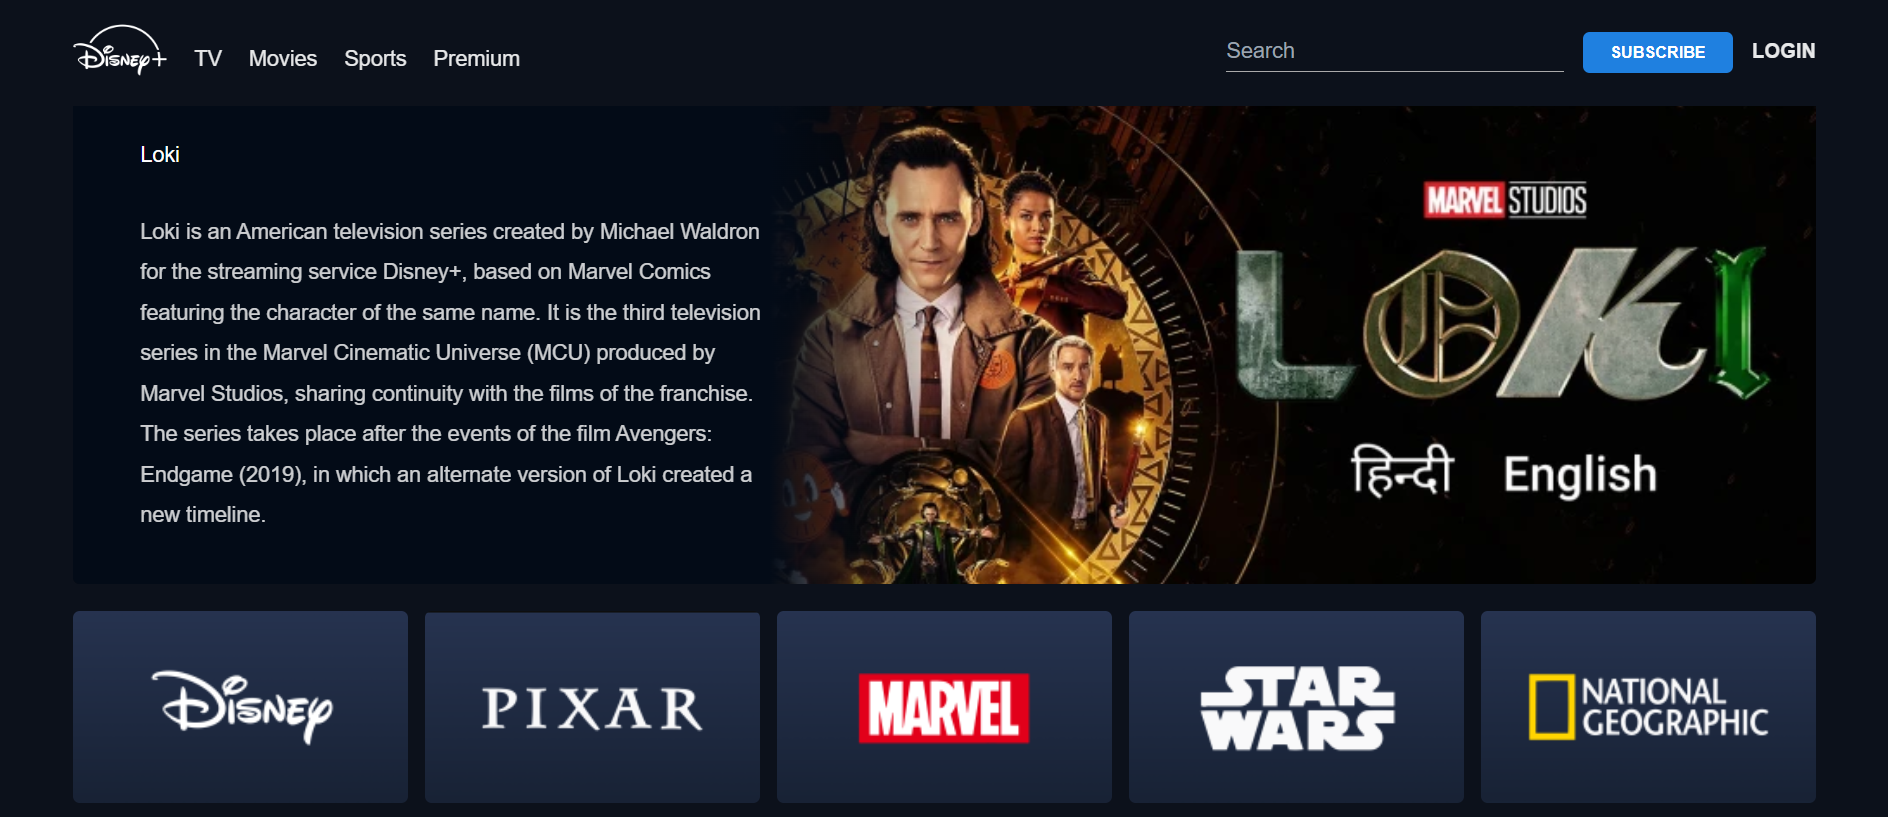 Disney+
TV Movies Sports Premium
Search
SUBSCRIBE
LOGIN
Loki
Loki is an American television series created by Michael Waldron
for the streaming service Disney+, based on Marvel Comics
featuring the character of the same name. It is the third television
series in the Marvel Cinematic Universe (MCU) produced by
Marvel Studios, sharing continuity with the films of the franchise.
The series takes place after the events of the film Avengers:
Endgame (2019), in which an alternate version of Loki created a
new timeline.
MARVEL STUDIOS
LOKI
हिन्दी English
Disney
PIXAR
MARVEL
STAR
WARS
NATIONAL
GEOGRAPHIC